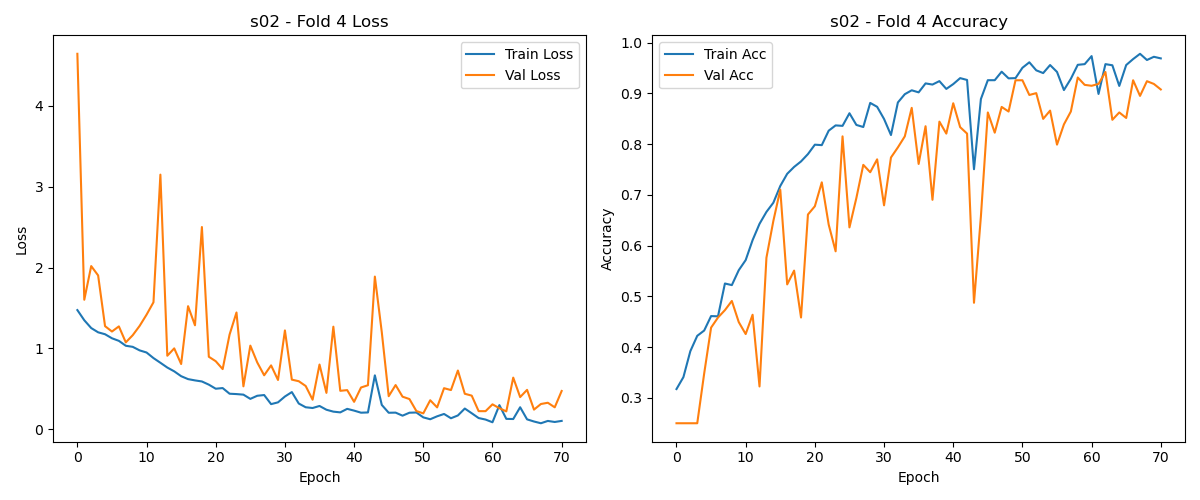 s02 - Fold 4 Loss
Train Loss
Val Loss
4
3
2
1
0
Loss
0 10 20 30 40 50 60 70
Epoch
s02 - Fold 4 Accuracy
Train Acc
Val Acc
1.0
0.9
0.8
0.7
0.6
0.5
0.4
0.3
Accuracy
0 10 20 30 40 50 60 70
Epoch